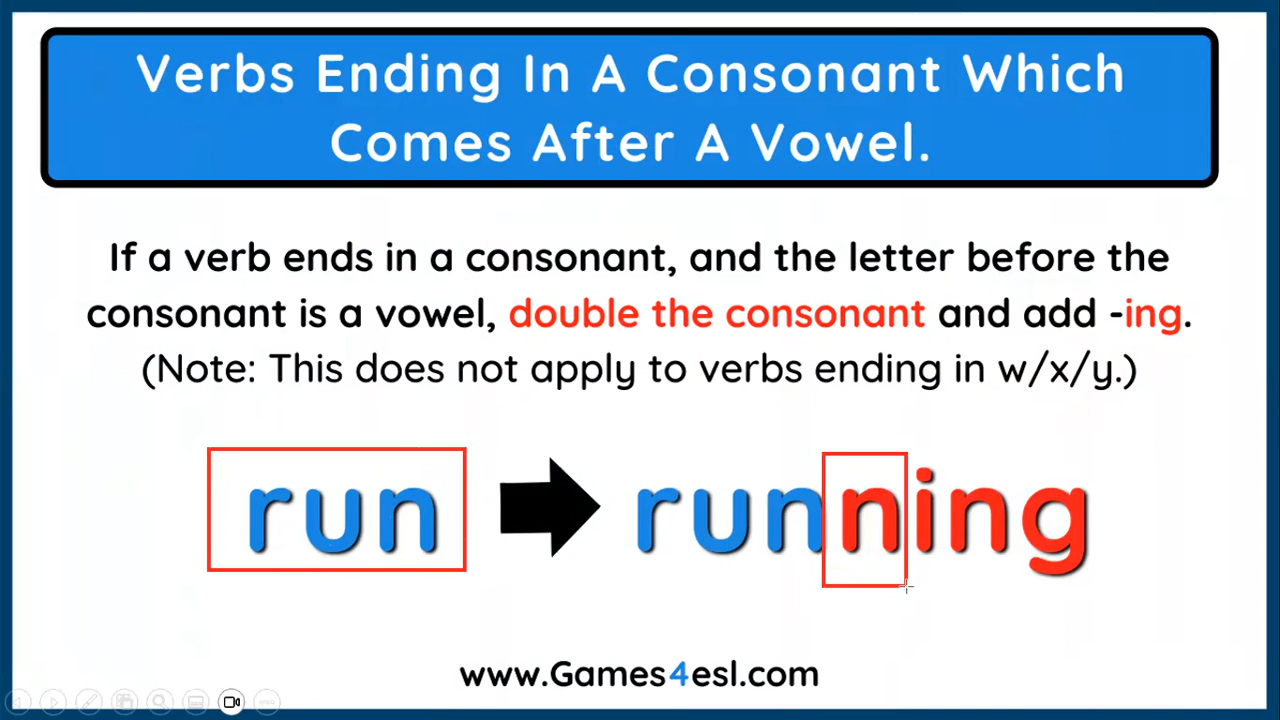 Verbs Ending In A Consonant Which
Comes After A Vowel.
If a verb ends in a consonant, and the letter before the
consonant is a vowel, double the consonant and add -ing.
(Note: This does not apply to verbs ending in w/x/y.)
run running
www.Games4esl.com